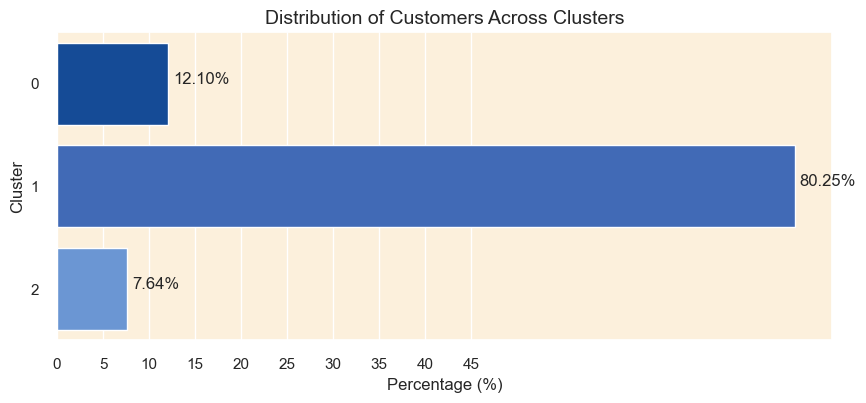 Distribution of Customers Across Clusters
0
12.10%
Cluster
1
80.25%
2
7.64%
0 5 10 15 20 25 30 35 40 45
Percentage (%)